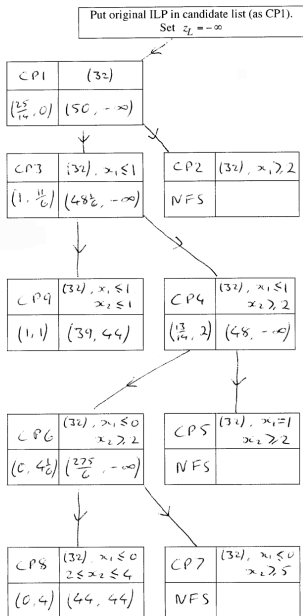 Put original ILP in candidate list (as CP1).
Set z_L = -∞
CP1 (32)
(25/14, 0) (50, -∞)
CP3 (32), x₁ ≤ 1
(1, 11/6) (48 1/6, -∞)
CP2 (32), x₁ ≥ 2
NFS
CP9 (32), x₁ ≤ 1
x₂ ≤ 1
(1, 1) (39, 44)
CP4 (32), x₁ ≤ 1
x₂ ≥ 2
(13/14, 2) (48, -∞)
CP6 (32), x₁ ≤ 0
x₂ ≥ 2
(0, 4 1/6) (275/6, -∞)
CP5 (32), x₁ = 1
x₂ ≥ 2
NFS
CP8 (32), x₁ ≤ 0
2 ≤ x₂ ≤ 4
(0, 4) (44, 44)
CP7 (32), x₁ ≤ 0
x₂ ≥ 5
NFS